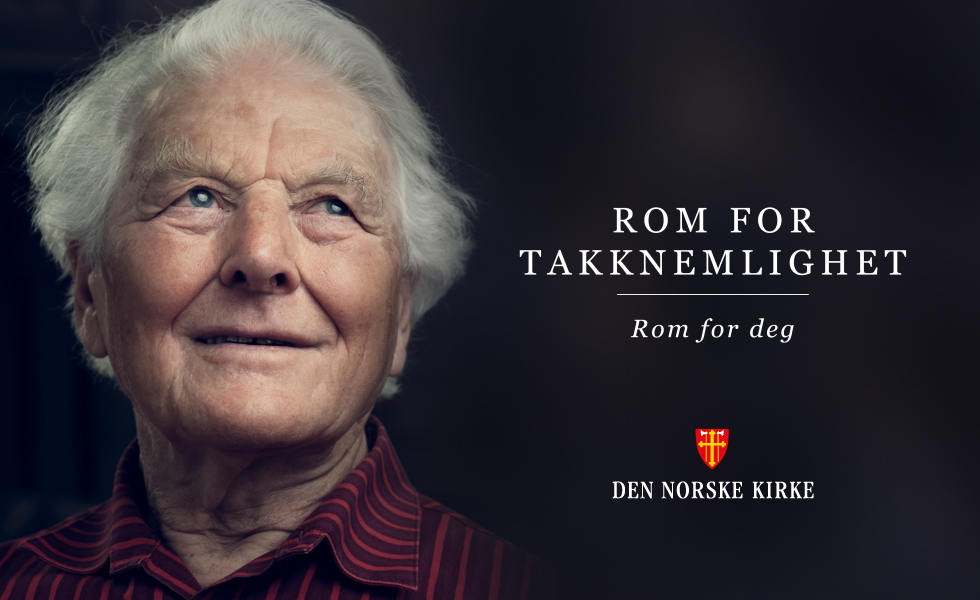 ROM FOR
TAKKNEMLIGHET
Rom for deg
DEN NORSKE KIRKE